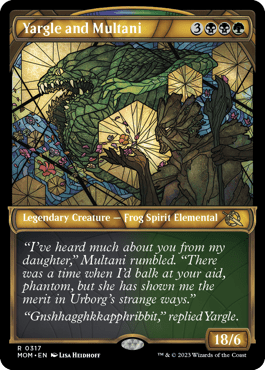 Yargle and Multani
3
Legendary Creature — Frog Spirit Elemental
“I’ve heard much about you from my
daughter,” Multani rumbled. “There
was a time when I’d balk at your aid,
phantom, but she has shown me the
merit in Urborg’s strange ways.”
“Gnshhagghkkapphribbit,” replied Yargle.
18/6
R 0317
MOM • EN Lisa Heidhoff
™ & © 2023 Wizards of the Coast